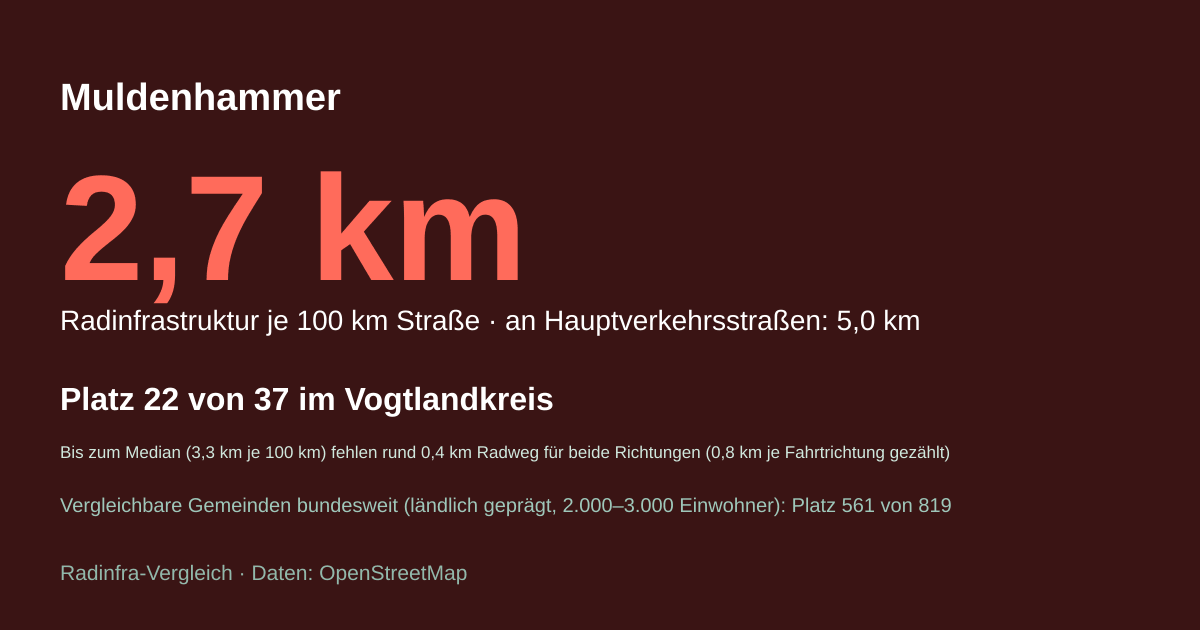 Muldenhammer
2,7 km
Radinfrastruktur je 100 km Straße · an Hauptverkehrsstraßen: 5,0 km
Platz 22 von 37 im Vogtlandkreis
Bis zum Median (3,3 km je 100 km) fehlen rund 0,4 km Radweg für beide Richtungen (0,8 km je Fahrtrichtung gezählt)
Vergleichbare Gemeinden bundesweit (ländlich geprägt, 2.000–3.000 Einwohner): Platz 561 von 819
Radinfra-Vergleich · Daten: OpenStreetMap